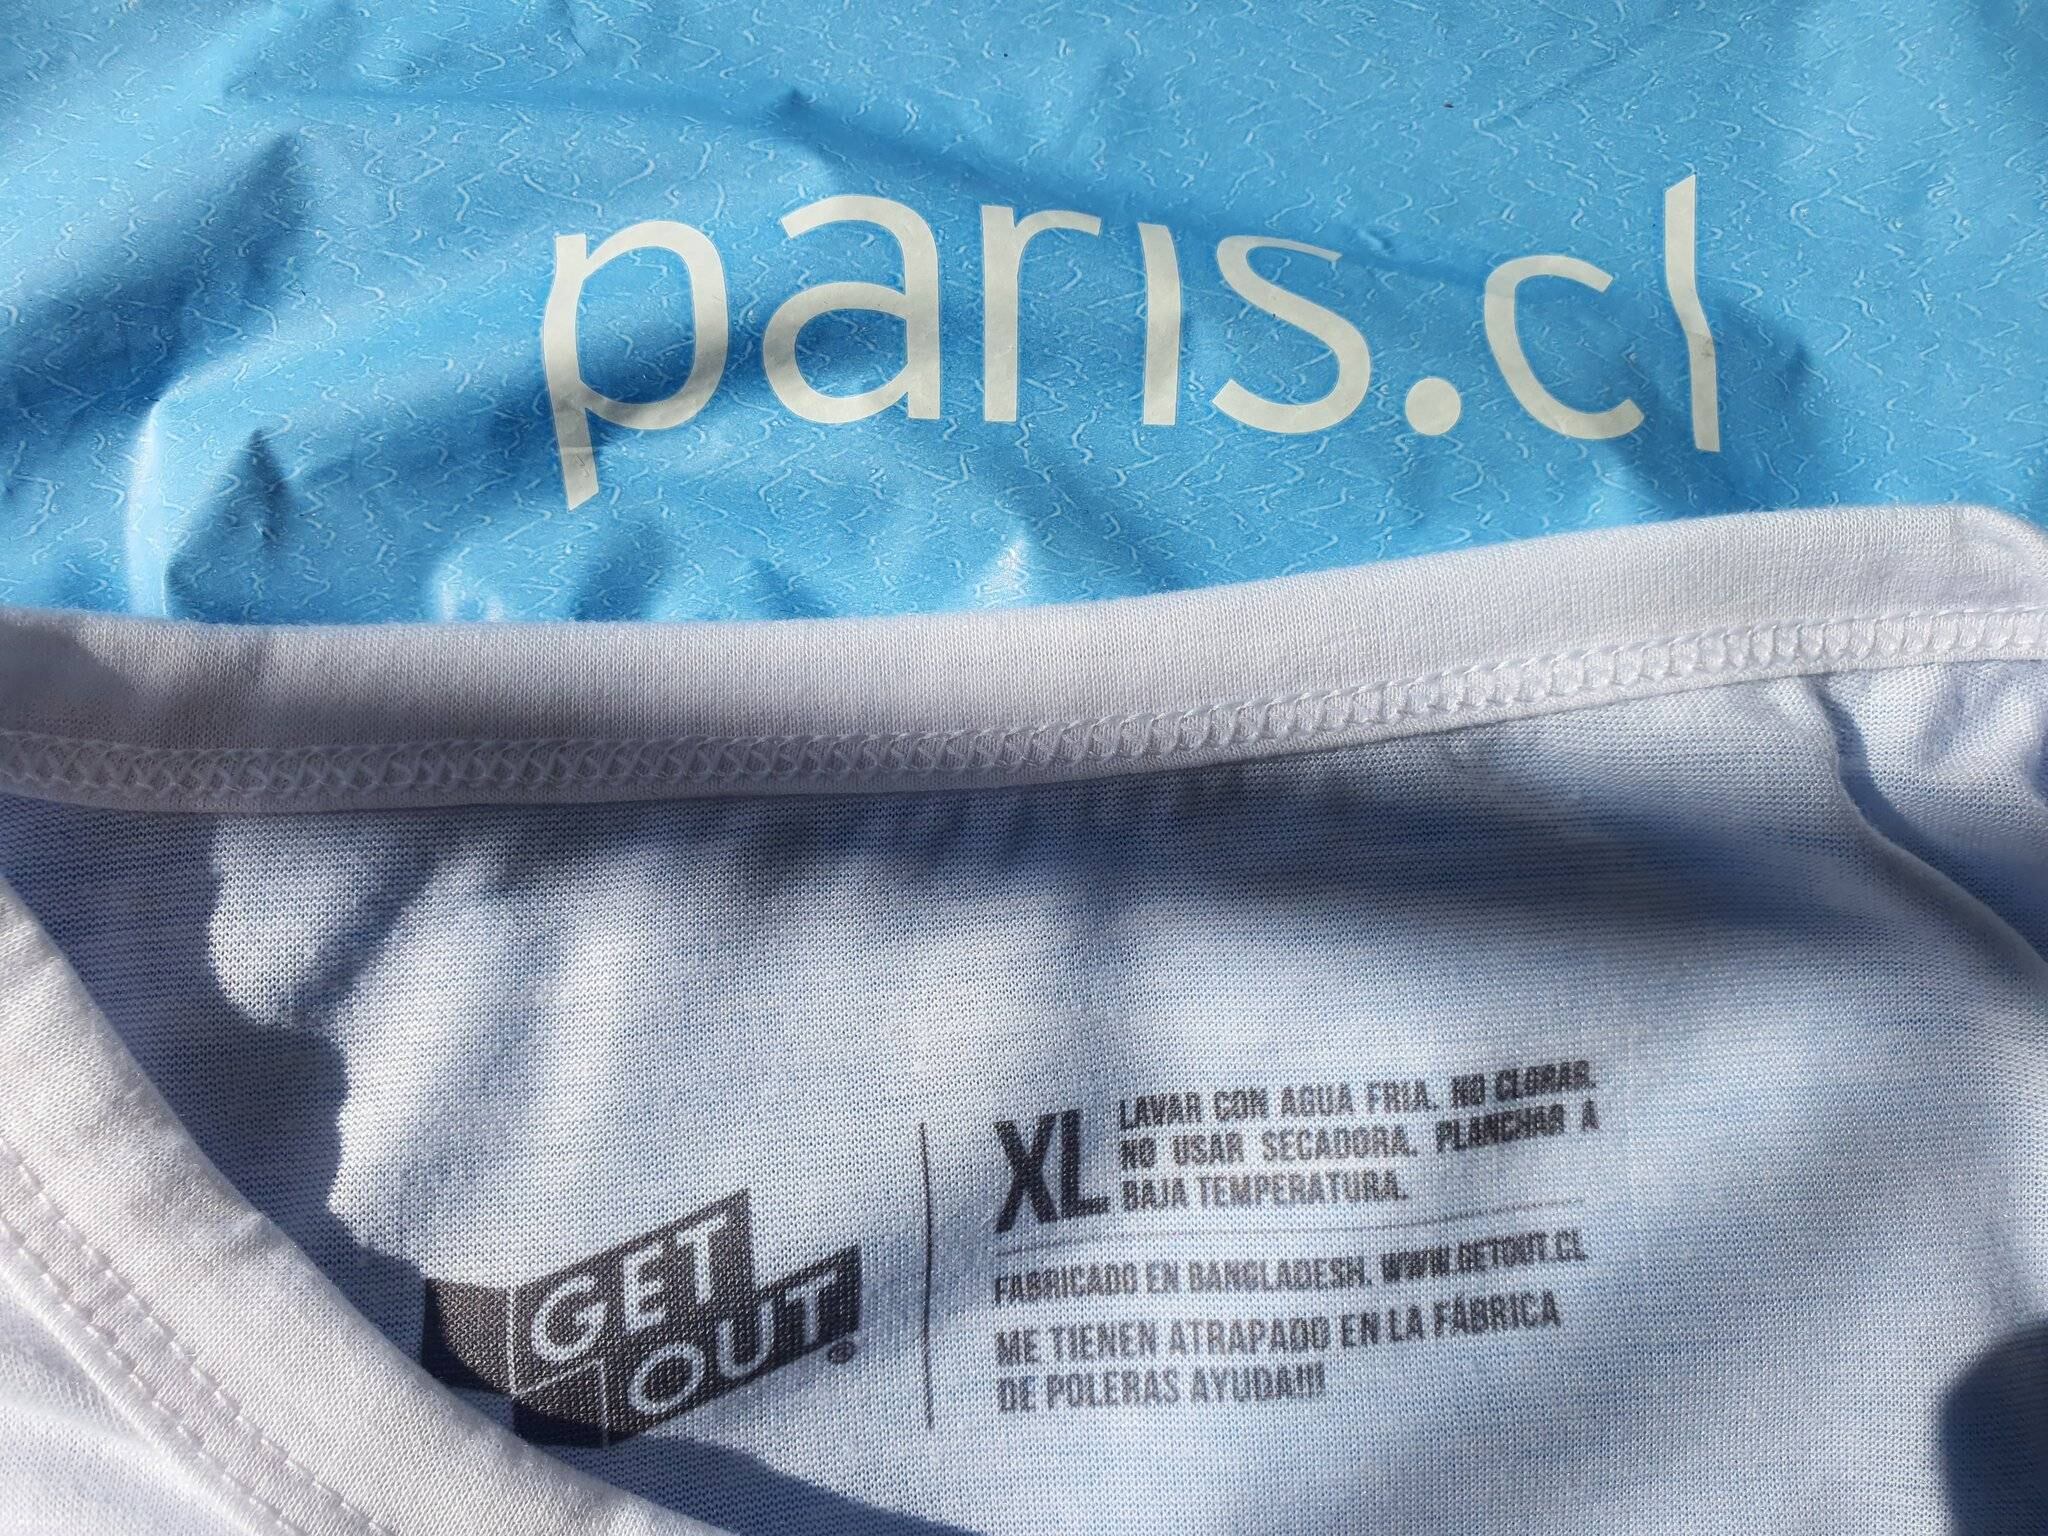 paris.cl
GET
OUT®
XL
LAVAR CON AGUA FRIA. NO CLORAR.
NO USAR SECADORA. PLANCHAR A
BAJA TEMPERATURA.
FABRICADO EN BANGLADESH. WWW.GETOUT.CL
ME TIENEN ATRAPADO EN LA FÁBRICA
DE POLERAS AYUDA!!!